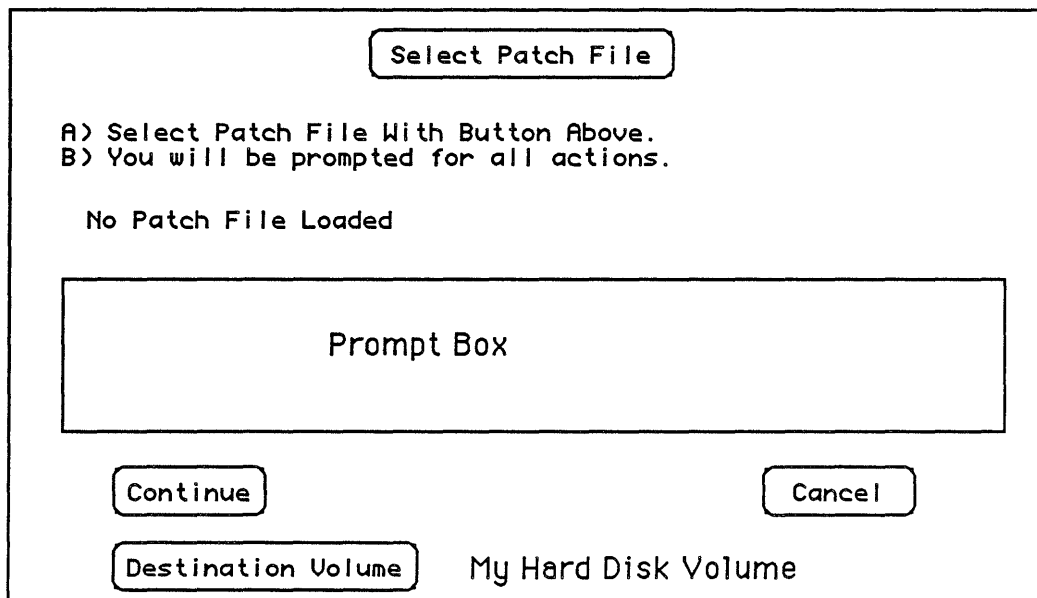 Select Patch File
A) Select Patch File With Button Above.
B) You will be prompted for all actions.
No Patch File Loaded
Prompt Box
Continue
Cancel
Destination Volume
My Hard Disk Volume